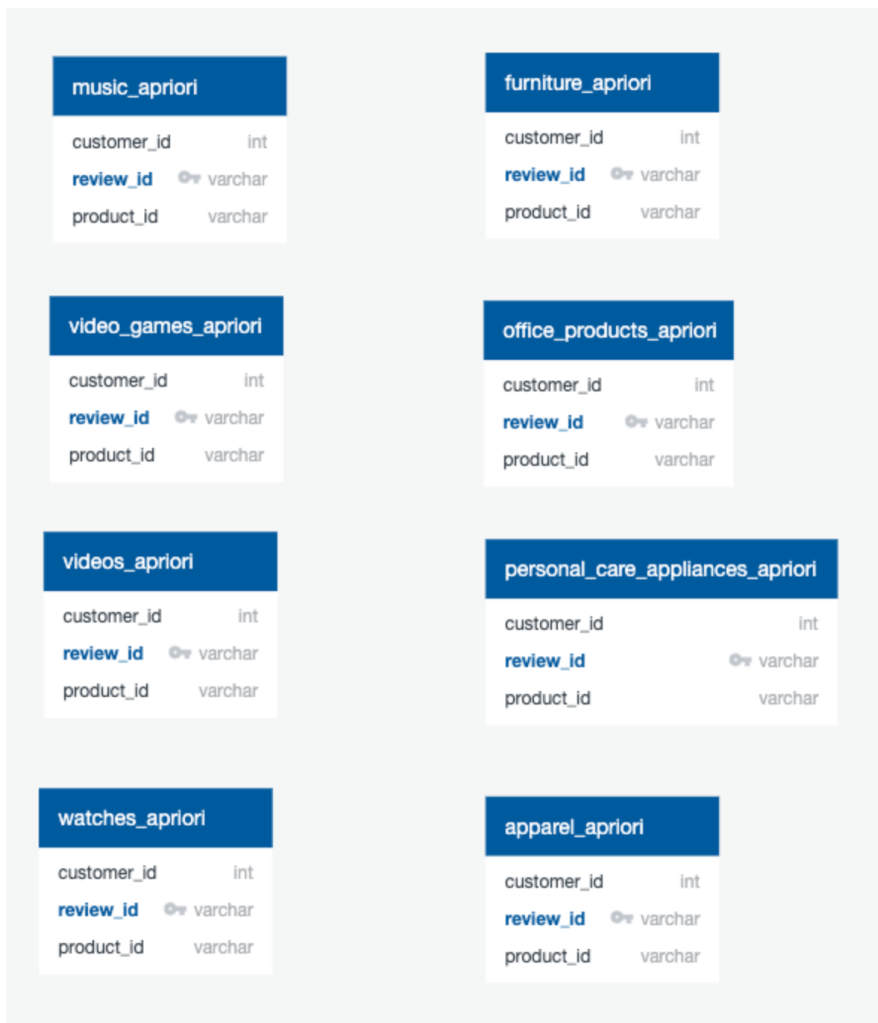 music_apriori
customer_id int
review_id varchar
product_id varchar
furniture_apriori
customer_id int
review_id varchar
product_id varchar
video_games_apriori
customer_id int
review_id varchar
product_id varchar
office_products_apriori
customer_id int
review_id varchar
product_id varchar
videos_apriori
customer_id int
review_id varchar
product_id varchar
personal_care_appliances_apriori
customer_id int
review_id varchar
product_id varchar
watches_apriori
customer_id int
review_id varchar
product_id varchar
apparel_apriori
customer_id int
review_id varchar
product_id varchar